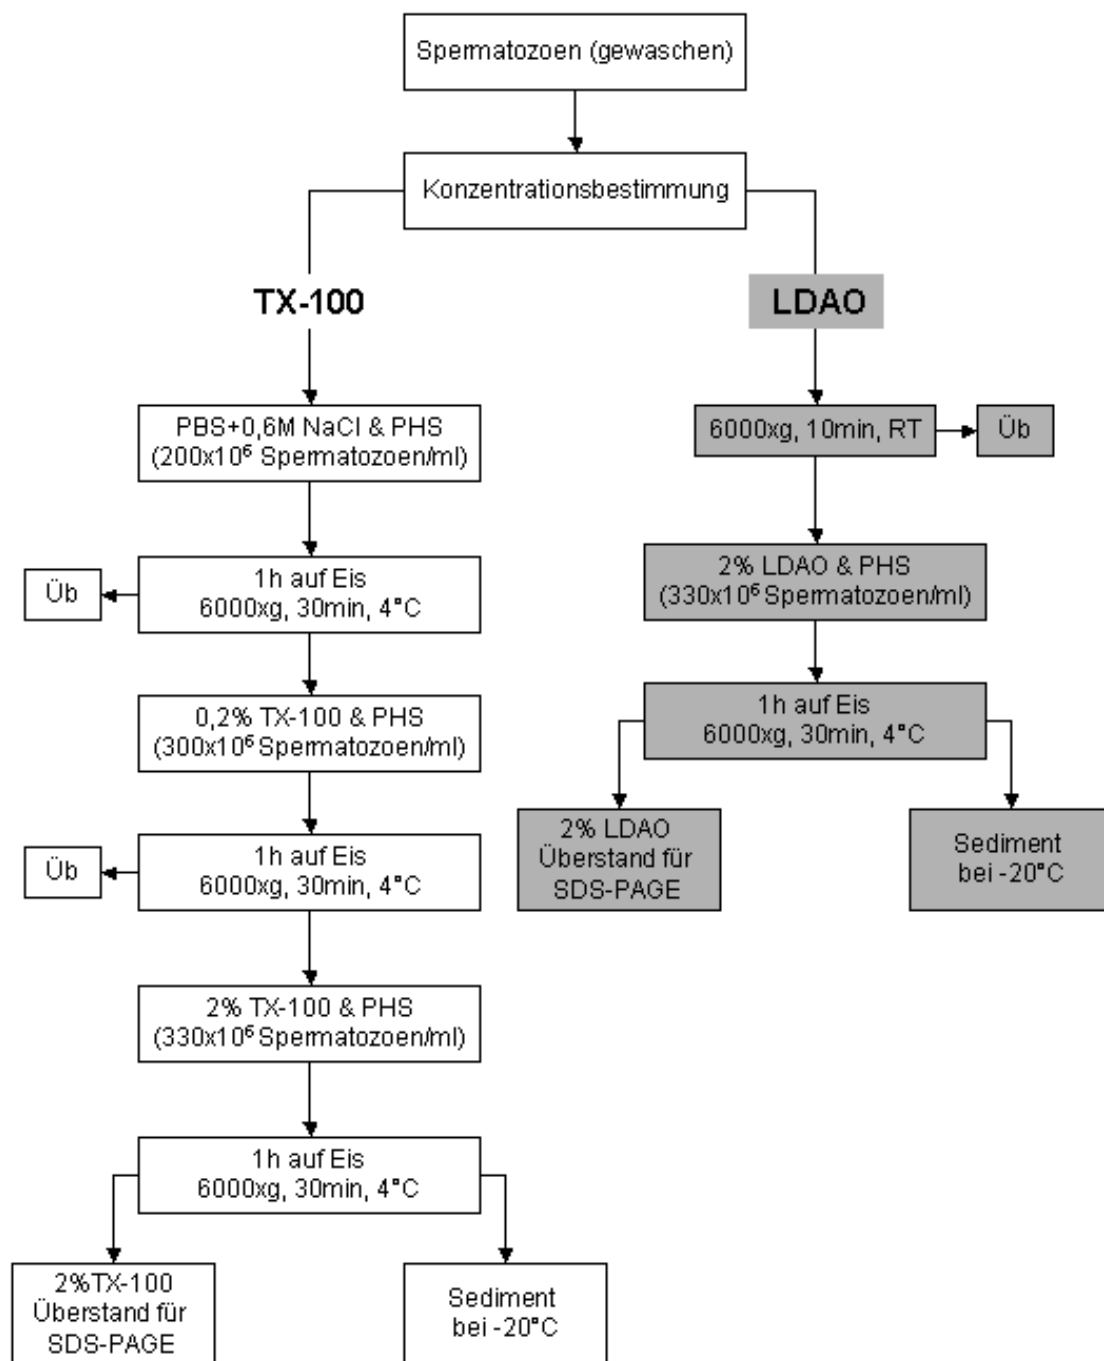 Spermatozoen (gewaschen)
Konzentrationsbestimmung
TX-100
PBS+0,6M NaCl & PHS
(200x10⁶ Spermatozoen/ml)
1h auf Eis
6000xg, 30min, 4°C
Üb
0,2% TX-100 & PHS
(300x10⁶ Spermatozoen/ml)
1h auf Eis
6000xg, 30min, 4°C
Üb
2% TX-100 & PHS
(330x10⁶ Spermatozoen/ml)
1h auf Eis
6000xg, 30min, 4°C
2%TX-100
Überstand für
SDS-PAGE
Sediment
bei -20°C
LDAO
6000xg, 10min, RT
Üb
2% LDAO & PHS
(330x10⁶ Spermatozoen/ml)
1h auf Eis
6000xg, 30min, 4°C
2% LDAO
Überstand für
SDS-PAGE
Sediment
bei -20°C